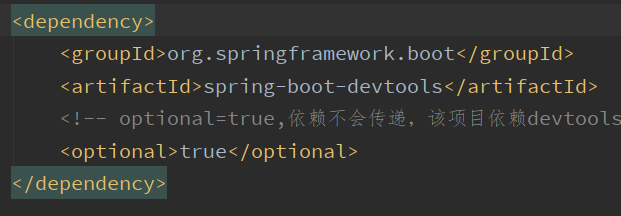 <dependency>
<groupId>org.springframework.boot</groupId>
<artifactId>spring-boot-devtools</artifactId>
<!-- optional=true,依赖不会传递，该项目依赖devtools
<optional>true</optional>
</dependency>